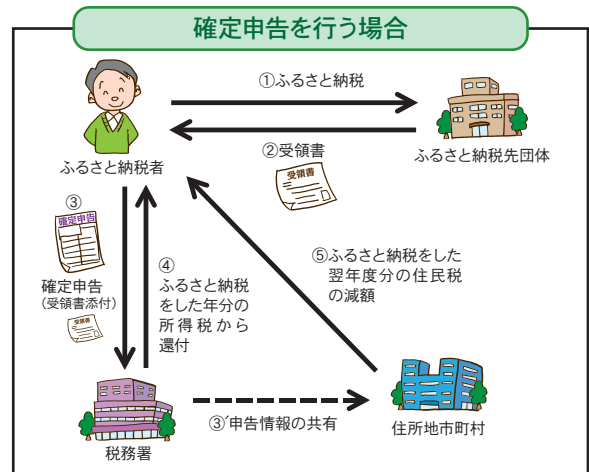 確定申告を行う場合
①ふるさと納税
ふるさと納税者
ふるさと納税先団体
②受領書
受領書
③
確定申告
確定申告
（受領書添付）
受領書
④
ふるさと納税
をした年分の
所得税から
還付
⑤ふるさと納税をした
翌年度分の住民税
の減額
③´申告情報の共有
税務署
住所地市町村